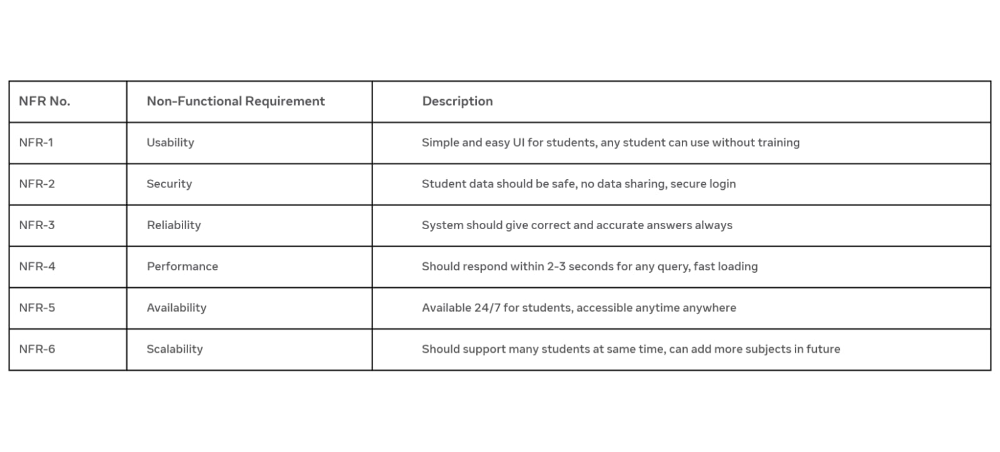 NFR No. Non-Functional Requirement Description
NFR-1 Usability Simple and easy UI for students, any student can use without training
NFR-2 Security Student data should be safe, no data sharing, secure login
NFR-3 Reliability System should give correct and accurate answers always
NFR-4 Performance Should respond within 2-3 seconds for any query, fast loading
NFR-5 Availability Available 24/7 for students, accessible anytime anywhere
NFR-6 Scalability Should support many students at same time, can add more subjects in future